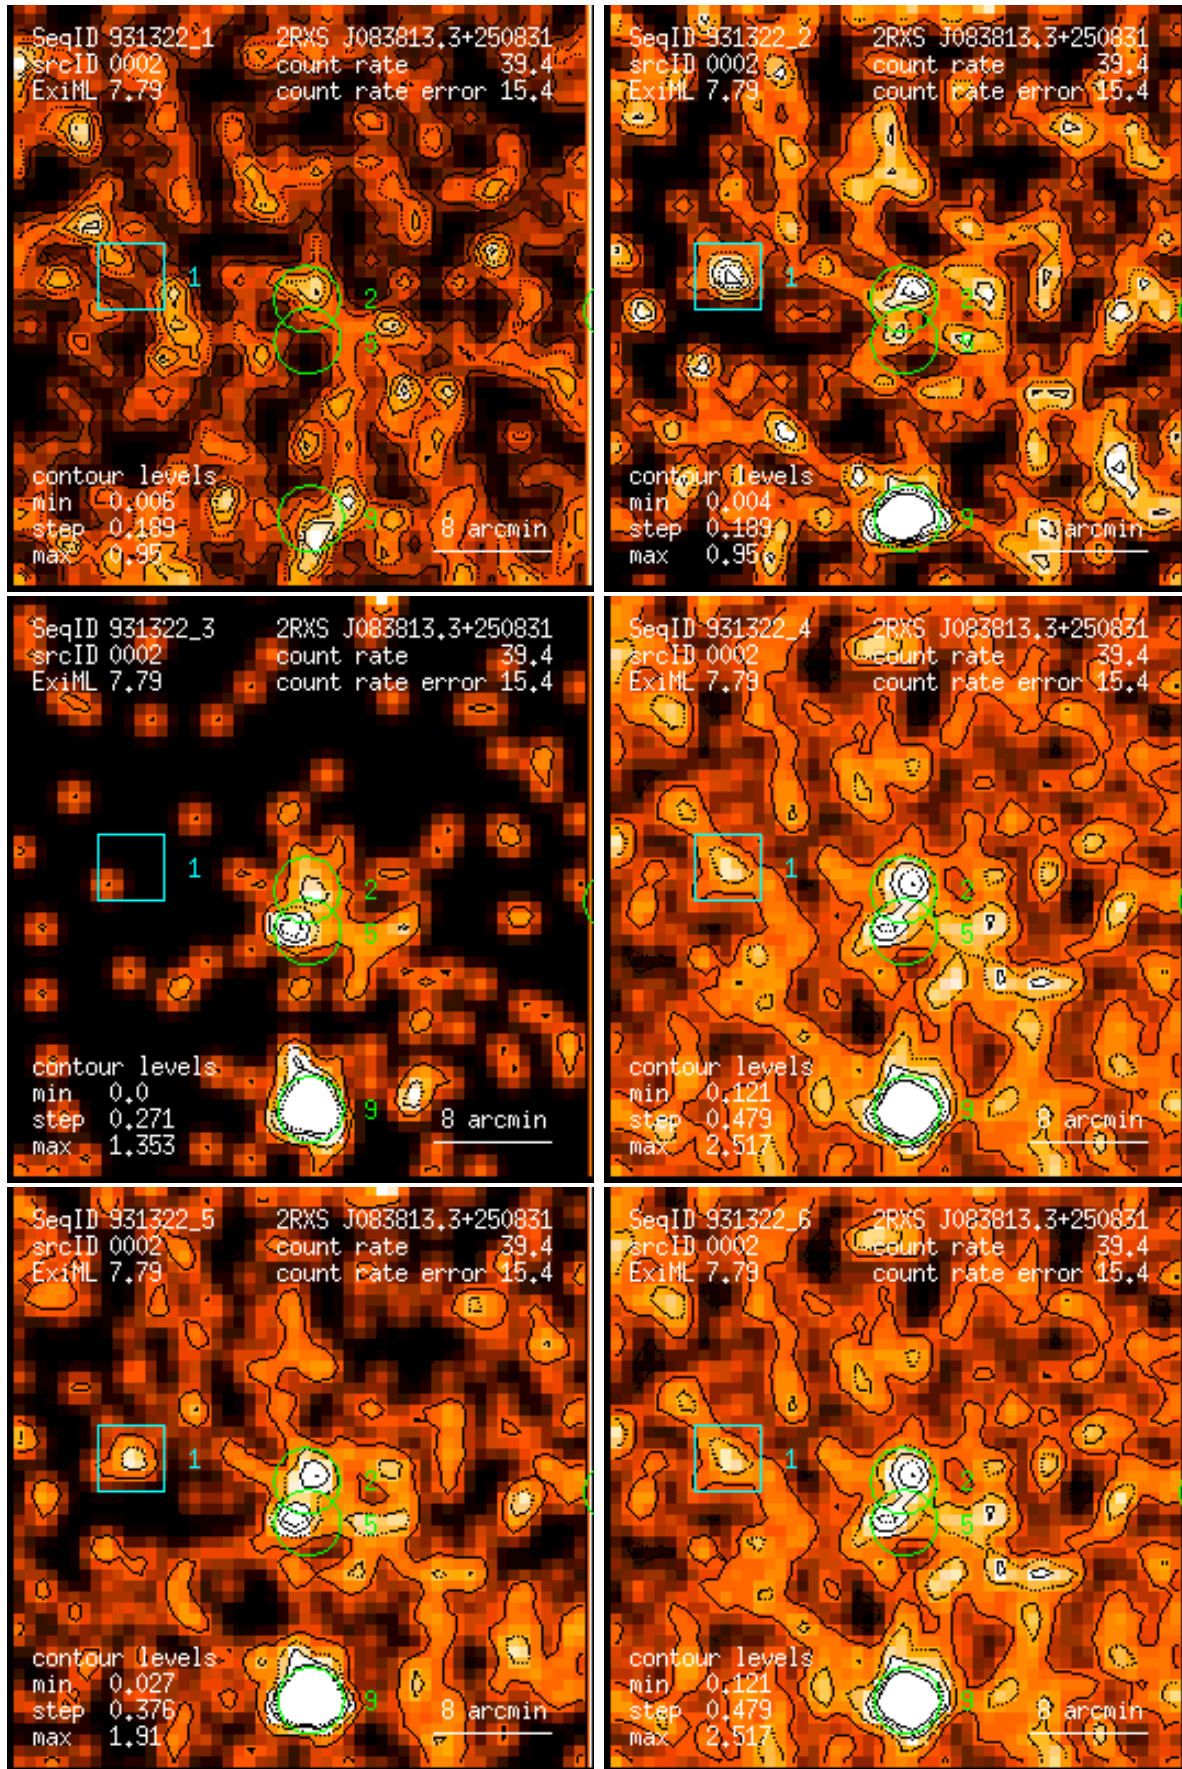 SeqID 931322_1 2RXS J083813.3+250831
srcID 0002 count rate 39.4
ExiML 7.79 count rate error 15.4
1
2
5
contour levels
min 0.006
step 0.189 9 8 arcmin
max 0.95
SeqID 931322_2 2RXS J083813.3+250831
srcID 0002 count rate 39.4
ExiML 7.79 count rate error 15.4
1
2
5
contour levels
min 0.004
step 0.189 9 8 arcmin
max 0.95
SeqID 931322_3 2RXS J083813.3+250831
srcID 0002 count rate 39.4
ExiML 7.79 count rate error 15.4
1
2
5
contour levels
min 0.0 9
step 0.271 8 arcmin
max 1.353
SeqID 931322_4 2RXS J083813.3+250831
srcID 0002 count rate 39.4
ExiML 7.79 count rate error 15.4
1
2
5
contour levels
min 0.121 9
step 0.479 8 arcmin
max 2.517
SeqID 931322_5 2RXS J083813.3+250831
srcID 0002 count rate 39.4
ExiML 7.79 count rate error 15.4
1
2
5
contour levels
min 0.027
step 0.376 9 8 arcmin
max 1.91
SeqID 931322_6 2RXS J083813.3+250831
srcID 0002 count rate 39.4
ExiML 7.79 count rate error 15.4
1
2
5
contour levels
min 0.121
step 0.479 9 8 arcmin
max 2.517